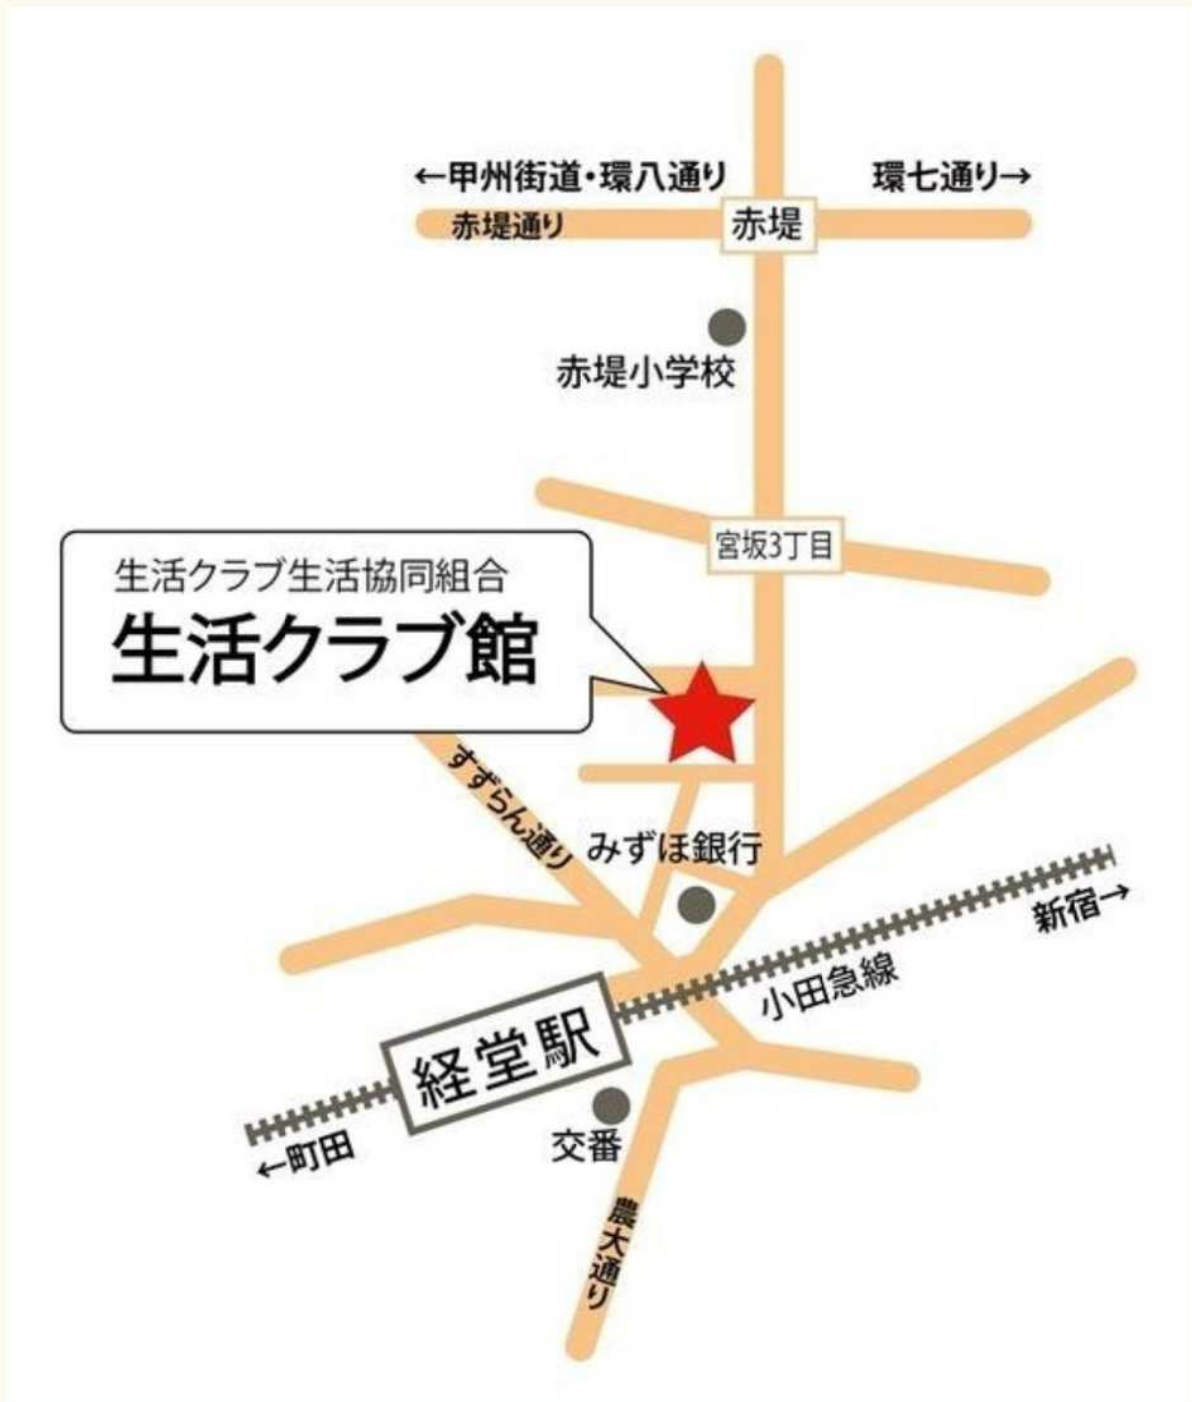 ←甲州街道・環八通り
環七通り→
赤堤通り
赤堤
赤堤小学校
宮坂3丁目
生活クラブ生活協同組合
生活クラブ館
すずらん通り
みずほ銀行
新宿→
小田急線
経堂駅
交番
←町田
農大通り